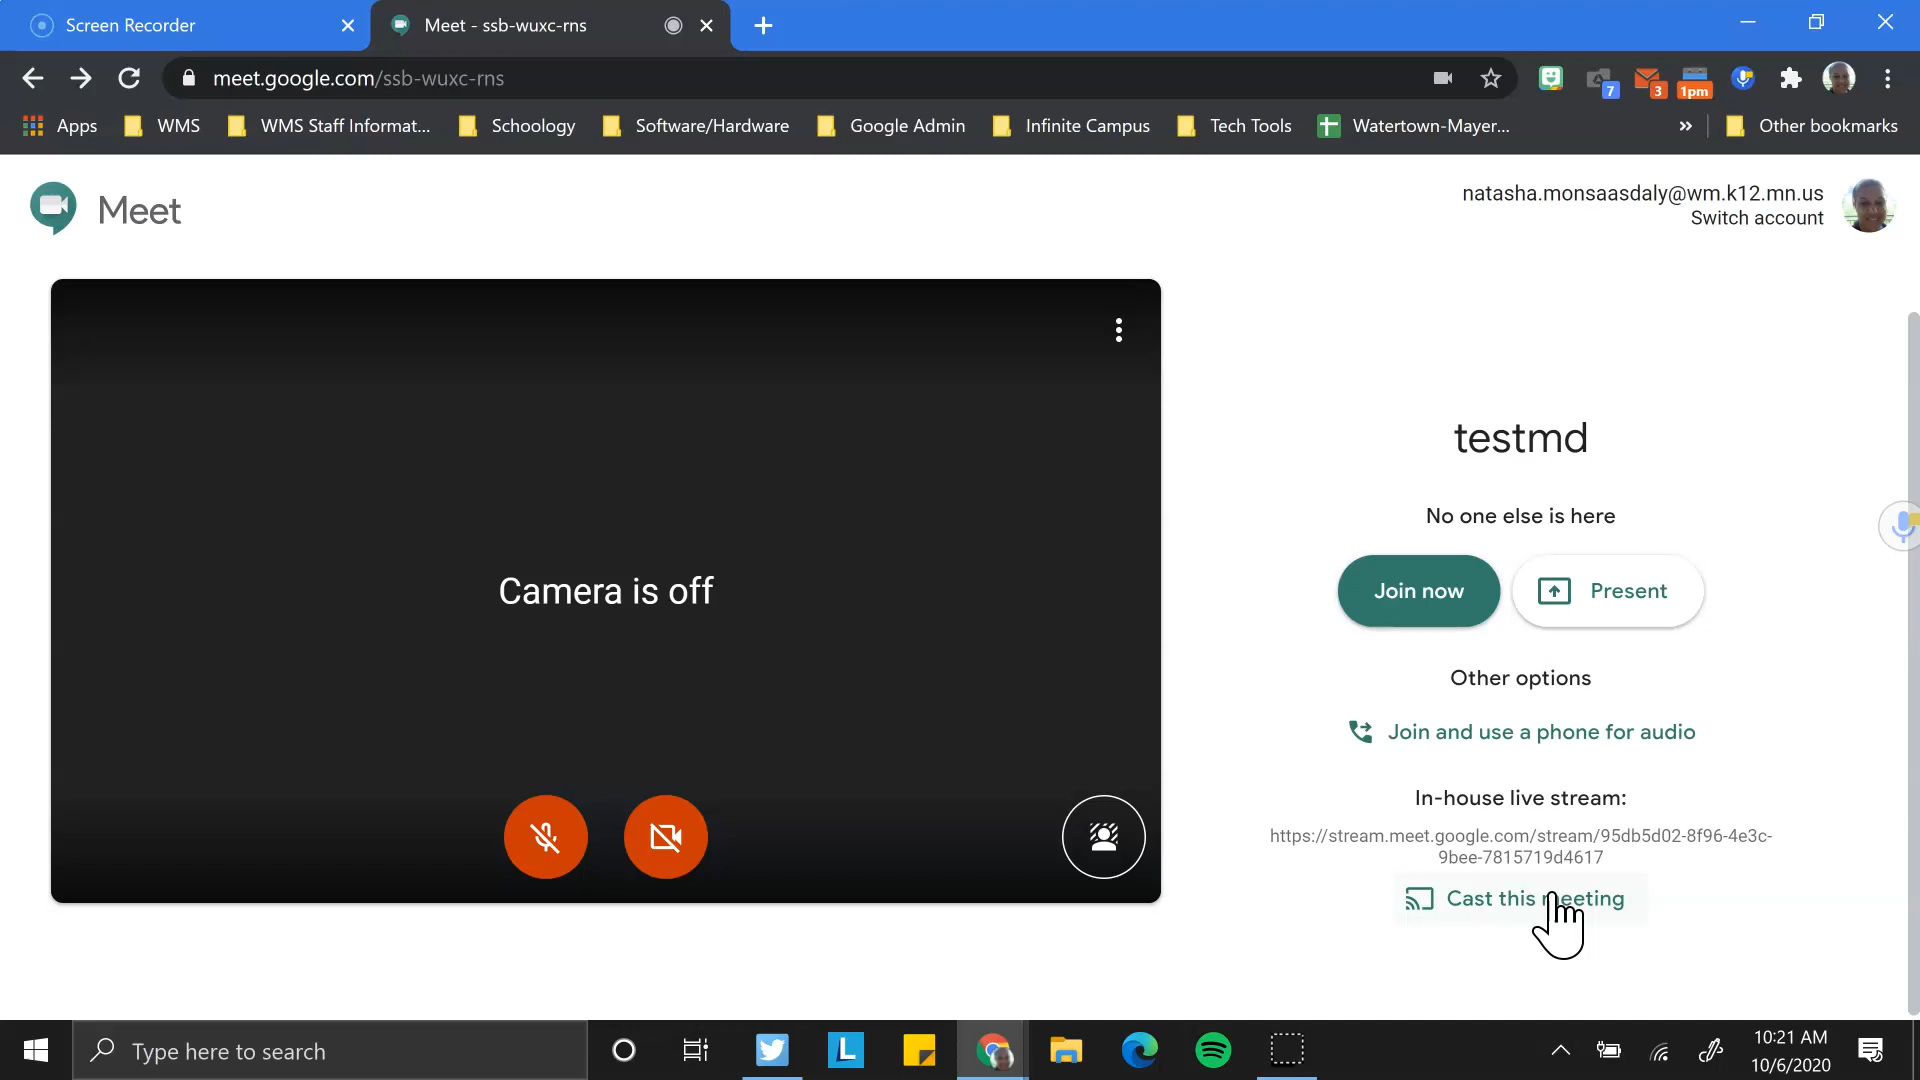 Screen Recorder
Meet - ssb-wuxc-rns
meet.google.com/ssb-wuxc-rns
7
3
1pm
Apps
WMS
WMS Staff Informat...
Schoology
Software/Hardware
Google Admin
Infinite Campus
Tech Tools
Watertown-Mayer...
Other bookmarks
Meet
natasha.monsaasdaly@wm.k12.mn.us
Switch account
Camera is off
testmd
No one else is here
Join now
Present
Other options
Join and use a phone for audio
In-house live stream:
https://stream.meet.google.com/stream/95db5d02-8f96-4e3c-
9bee-7815719d4617
Cast this meeting
Type here to search
L
10:21 AM
10/6/2020